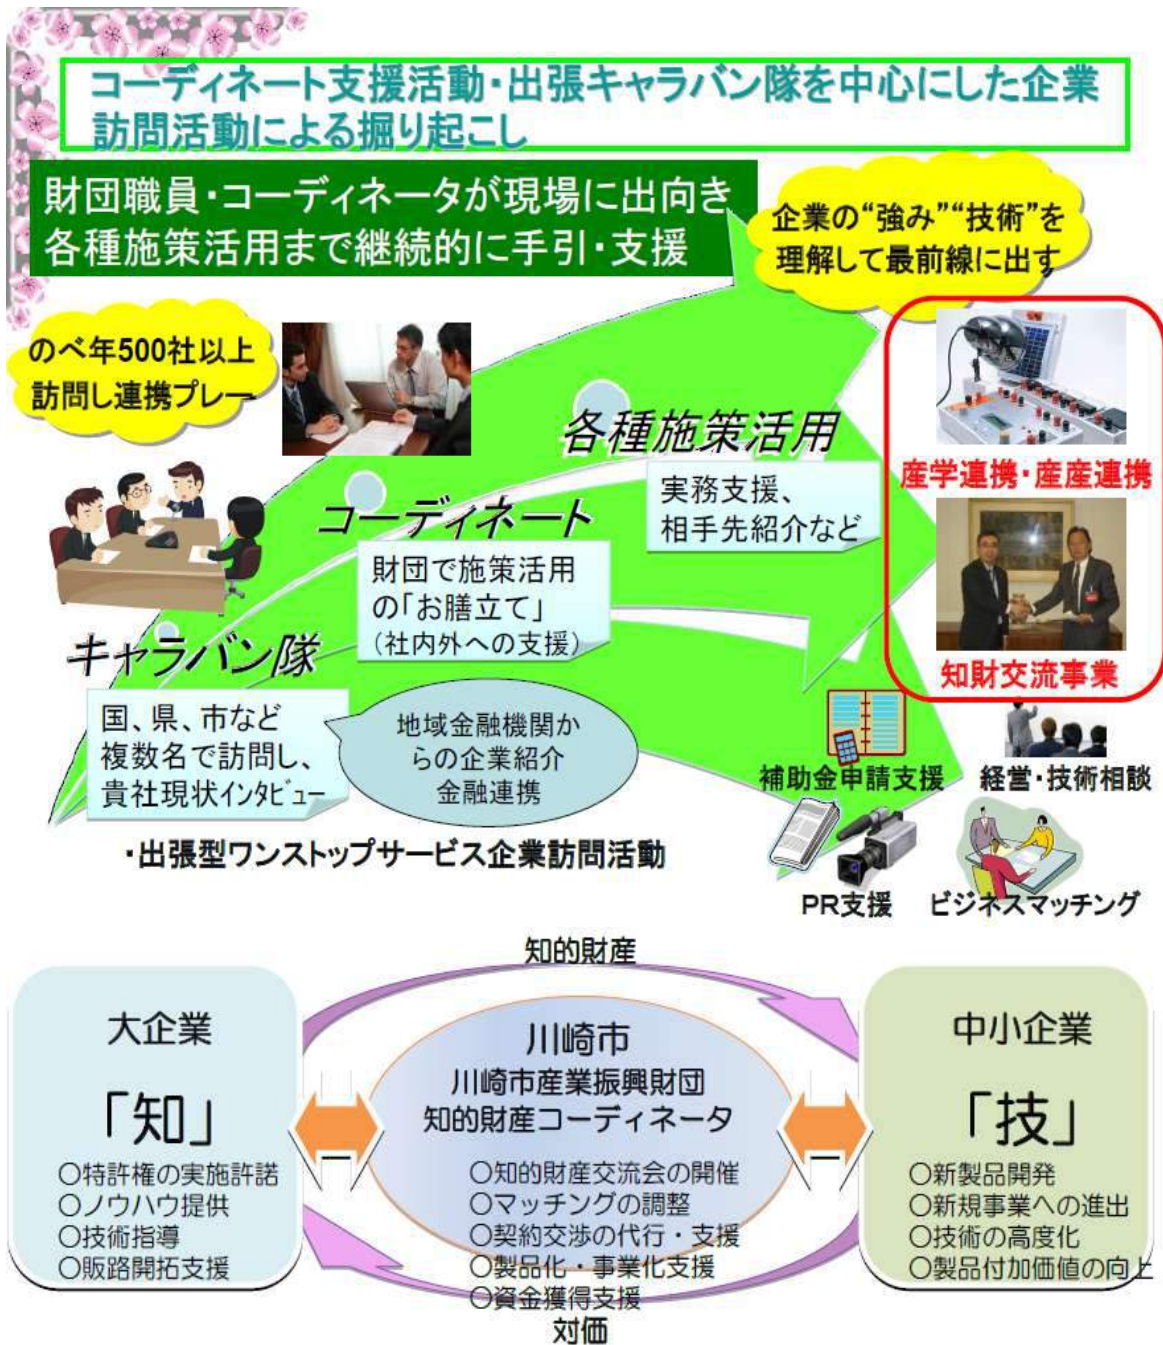 コーディネート支援活動・出張キャラバン隊を中心にした企業
訪問活動による掘り起こし
財団職員・コーディネータが現場に出向き
各種施策活用まで継続的に手引・支援
企業の“強み”“技術”を
理解して最前線に出す
のべ年500社以上
訪問し連携プレー
各種施策活用
実務支援、
相手先紹介など
産学連携・産産連携
コーディネート
財団で施策活用
の「お膳立て」
(社内外への支援)
知財交流事業
キャラバン隊
国、県、市など
複数名で訪問し、
貴社現状インタビュー
地域金融機関か
らの企業紹介
金融連携
補助金申請支援
経営・技術相談
・出張型ワンストップサービス企業訪問活動
PR支援
ビジネスマッチング
知的財産
大企業
「知」
○特許権の実施許諾
○ノウハウ提供
○技術指導
○販路開拓支援
川崎市
川崎市産業振興財団
知的財産コーディネータ
○知的財産交流会の開催
○マッチングの調整
○契約交渉の代行・支援
○製品化・事業化支援
○資金獲得支援
中小企業
「技」
○新製品開発
○新規事業への進出
○技術の高度化
○製品付加価値の向上
対価